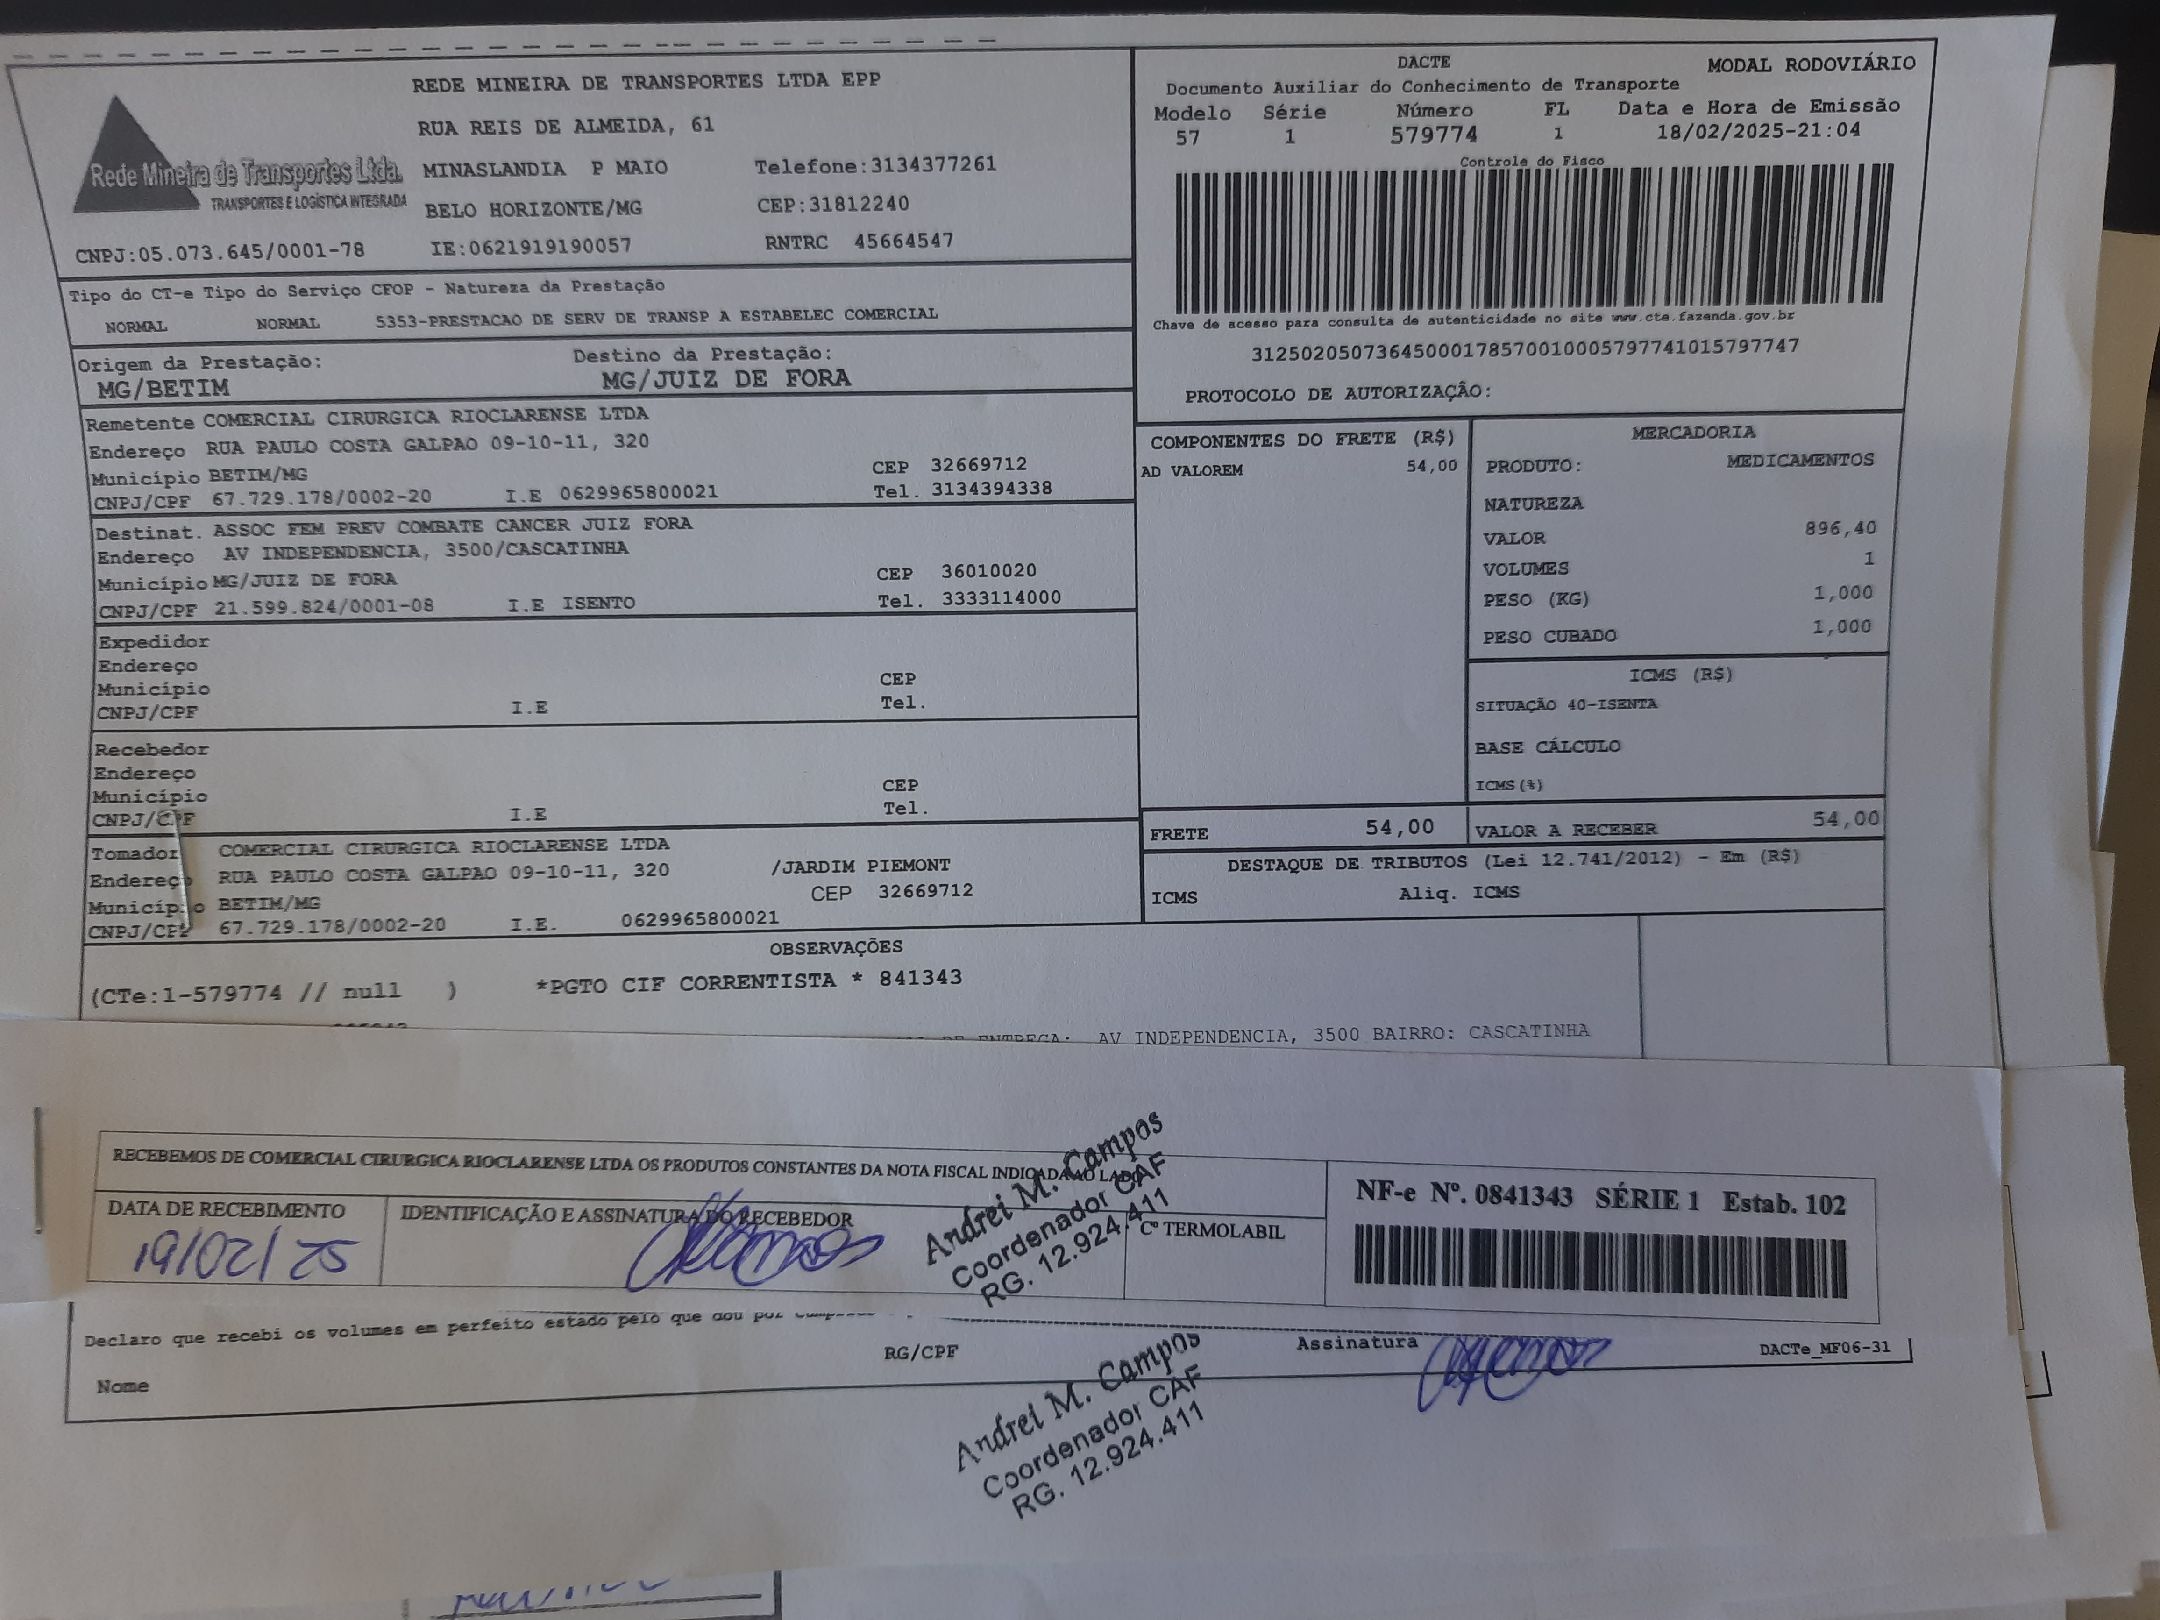 REDE MINEIRA DE TRANSPORTES LTDA EPP
RUA REIS DE ALMEIDA, 61
MINASLANDIA P MAIO Telefone:3134377261
BELO HORIZONTE/MG CEP:31812240
Rede Mineira de Transportes Ltda.
TRANSPORTES E LOGÍSTICA INTEGRADA
CNPJ:05.073.645/0001-78 IE:0621919190057 RNTRC 45664547
DACTE MODAL RODOVIÁRIO
Documento Auxiliar do Conhecimento de Transporte
Modelo Série Número FL Data e Hora de Emissão
57 1 579774 1 18/02/2025-21:04
Controle do Fisco
Chave de acesso para consulta de autenticidade no site www.cte.fazenda.gov.br
31250205073645000178570010005797741015797747
PROTOCOLO DE AUTORIZAÇÃO:
Tipo do CT-e Tipo do Serviço CFOP - Natureza da Prestação
NORMAL NORMAL 5353-PRESTACAO DE SERV DE TRANSP A ESTABELEC COMERCIAL
Origem da Prestação: Destino da Prestação:
MG/BETIM MG/JUIZ DE FORA
Remetente COMERCIAL CIRURGICA RIOCLARENSE LTDA
Endereço RUA PAULO COSTA GALPAO 09-10-11, 320
Município BETIM/MG CEP 32669712
CNPJ/CPF 67.729.178/0002-20 I.E 0629965800021 Tel. 3134394338
Destinat. ASSOC FEM PREV COMBATE CANCER JUIZ FORA
Endereço AV INDEPENDENCIA, 3500/CASCATINHA
Município MG/JUIZ DE FORA CEP 36010020
CNPJ/CPF 21.599.824/0001-08 I.E ISENTO Tel. 3333114000
Expedidor
Endereço
Município CEP
CNPJ/CPF I.E Tel.
Recebedor
Endereço
Município CEP
CNPJ/CPF I.E Tel.
Tomador COMERCIAL CIRURGICA RIOCLARENSE LTDA
Endereço RUA PAULO COSTA GALPAO 09-10-11, 320 /JARDIM PIEMONT
Município BETIM/MG CEP 32669712
CNPJ/CPF 67.729.178/0002-20 I.E. 0629965800021
COMPONENTES DO FRETE (R$)
AD VALOREM 54,00
MERCADORIA
PRODUTO: MEDICAMENTOS
NATUREZA
VALOR 896,40
VOLUMES 1
PESO (KG) 1,000
PESO CUBADO 1,000
ICMS (R$)
SITUAÇÃO 40-ISENTA
BASE CÁLCULO
ICMS(%)
FRETE 54,00 VALOR A RECEBER 54,00
DESTAQUE DE TRIBUTOS (Lei 12.741/2012) - Em (R$)
ICMS Aliq. ICMS
OBSERVAÇÕES
(CTe:1-579774 // null ) *PGTO CIF CORRENTISTA * 841343
DE ENTREGA: AV INDEPENDENCIA, 3500 BAIRRO: CASCATINHA
RECEBEMOS DE COMERCIAL CIRURGICA RIOCLARENSE LTDA OS PRODUTOS CONSTANTES DA NOTA FISCAL INDICADA AO LADO
DATA DE RECEBIMENTO IDENTIFICAÇÃO E ASSINATURA DO RECEBEDOR
19/02/25
Cº TERMOLABIL
NF-e Nº. 0841343 SÉRIE 1 Estab. 102
Andrei M. Campos
Coordenador CAF
RG. 12.924.411
Declaro que recebi os volumes em perfeito estado pelo que dou por
Nome RG/CPF Assinatura DACTe_MF06-31
Andrei M. Campos
Coordenador CAF
RG. 12.924.411